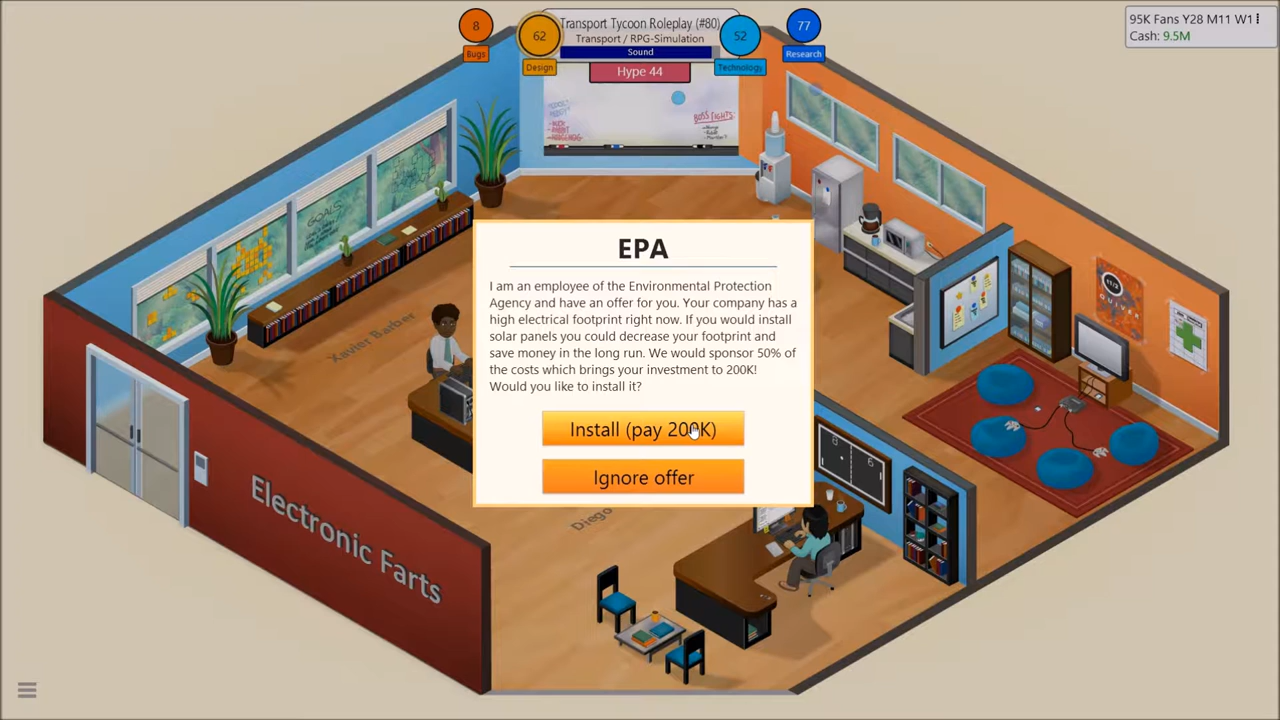 8
Bugs
62
Design
Transport Tycoon Roleplay (#80)
Transport / RPG-Simulation
Sound
Hype 44
52
Technology
77
Research
95K Fans Y28 M11 W1
Cash: 9.5M
BOSS FIGHTS:
GOALS
Xavier Barber
EPA
I am an employee of the Environmental Protection
Agency and have an offer for you. Your company has a
high electrical footprint right now. If you would install
solar panels you could decrease your footprint and
save money in the long run. We would sponsor 50% of
the costs which brings your investment to 200K!
Would you like to install it?
Install (pay 200K)
Ignore offer
Diego
Electronic Farts